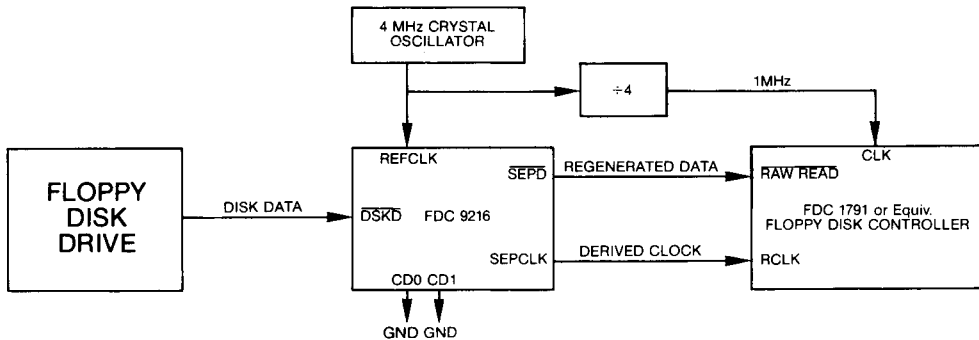 4 MHz CRYSTAL
OSCILLATOR
÷4
1MHz
FLOPPY
DISK
DRIVE
DISK DATA
REFCLK
DSKD
FDC 9216
SEPD
SEPCLK
CD0 CD1
GND GND
REGENERATED DATA
DERIVED CLOCK
CLK
RAW READ
FDC 1791 or Equiv.
FLOPPY DISK CONTROLLER
RCLK